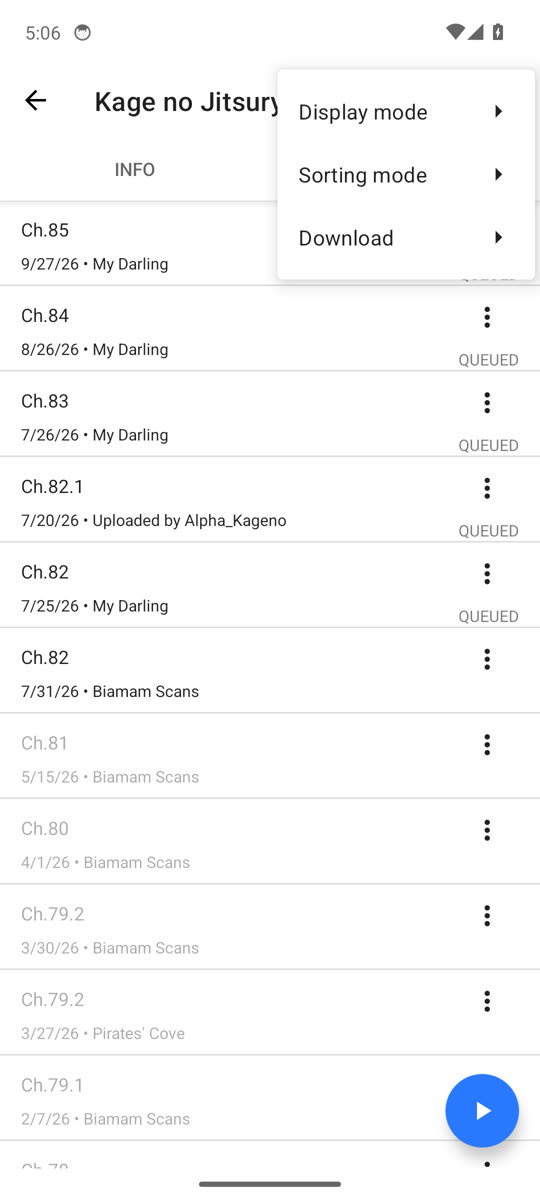 5:06
Kage no Jitsury
Display mode
Sorting mode
Download
INFO
Ch.85
9/27/26 • My Darling
Ch.84
8/26/26 • My Darling
QUEUED
Ch.83
7/26/26 • My Darling
QUEUED
Ch.82.1
7/20/26 • Uploaded by Alpha_Kageno
QUEUED
Ch.82
7/25/26 • My Darling
QUEUED
Ch.82
7/31/26 • Biamam Scans
Ch.81
5/15/26 • Biamam Scans
Ch.80
4/1/26 • Biamam Scans
Ch.79.2
3/30/26 • Biamam Scans
Ch.79.2
3/27/26 • Pirates' Cove
Ch.79.1
2/7/26 • Biamam Scans